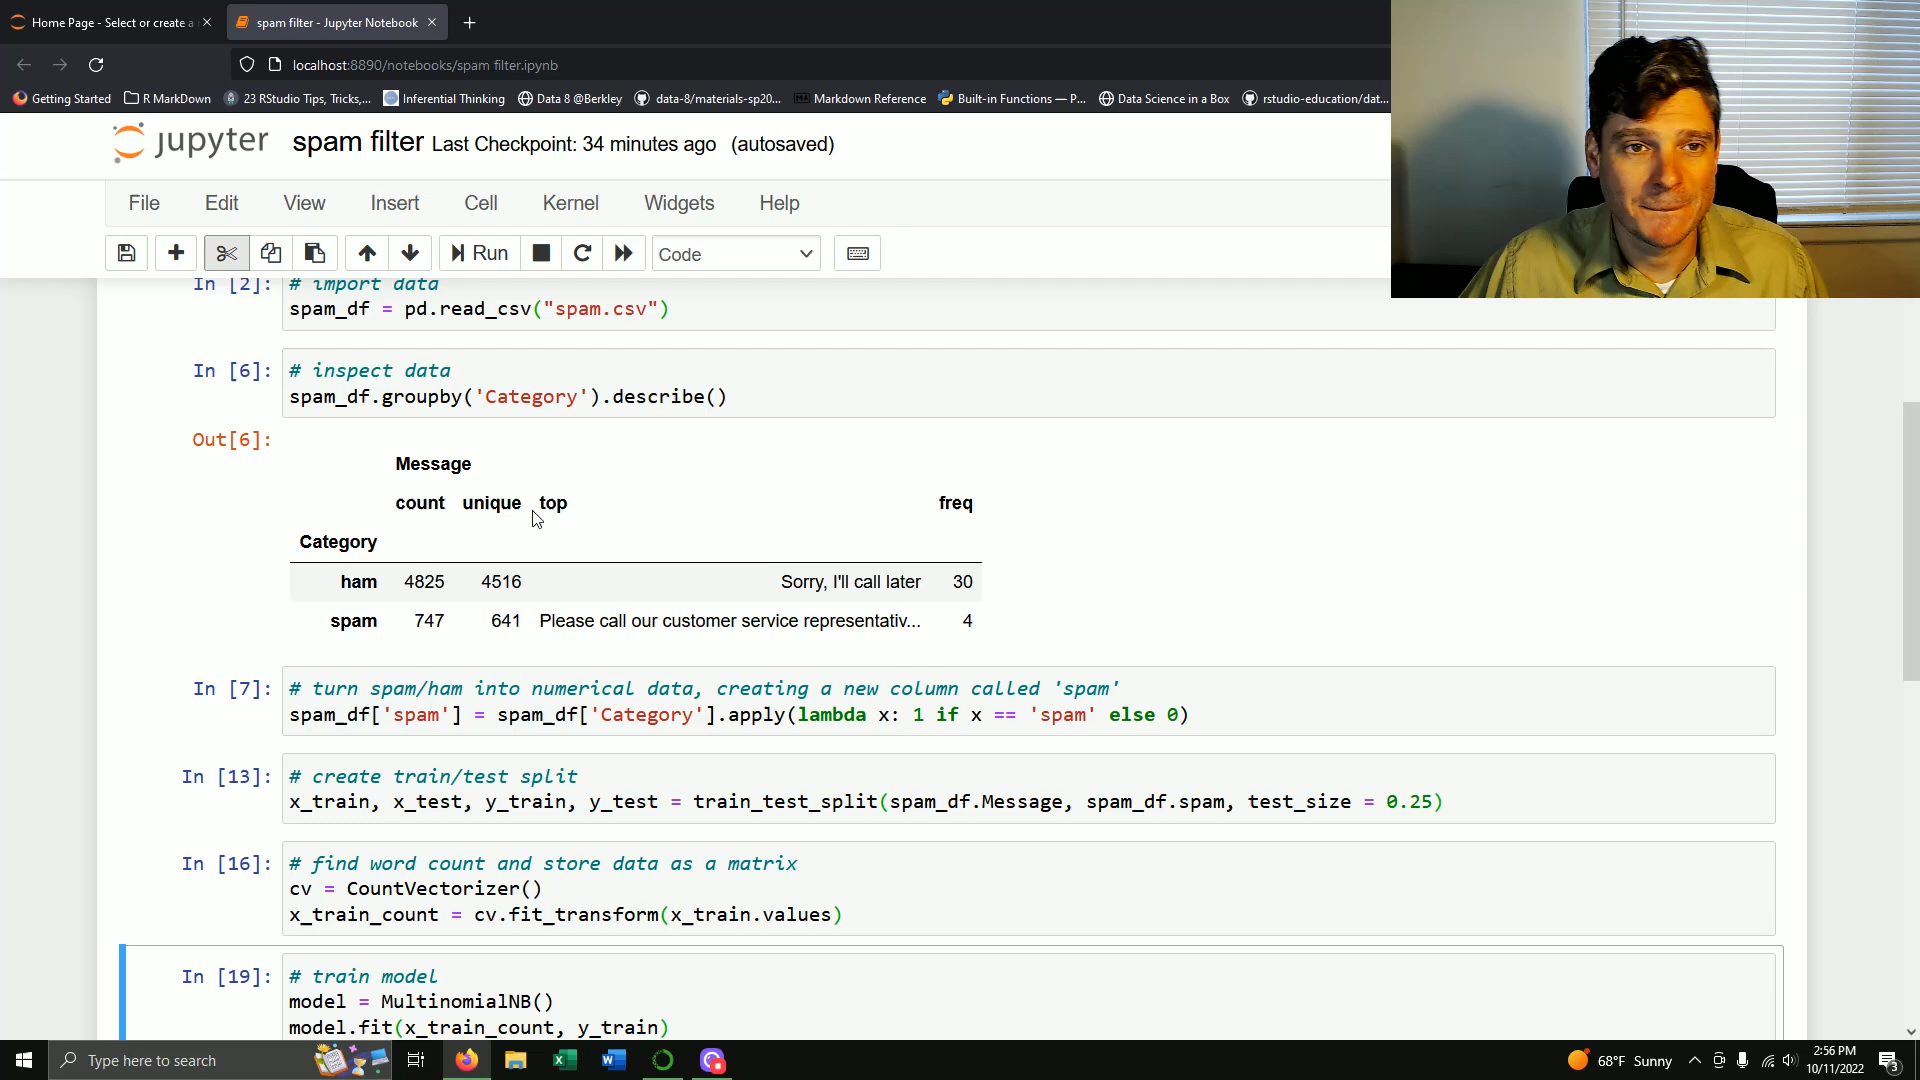 Home Page - Select or create a
spam filter - Jupyter Notebook
localhost:8890/notebooks/spam filter.ipynb
Getting Started
R MarkDown
23 RStudio Tips, Tricks,...
Inferential Thinking
Data 8 @Berkley
data-8/materials-sp20...
Markdown Reference
Built-in Functions — P...
Data Science in a Box
rstudio-education/dat...
jupyter spam filter Last Checkpoint: 34 minutes ago (autosaved)
File Edit View Insert Cell Kernel Widgets Help
Run Code
In [2]: # import data
spam_df = pd.read_csv("spam.csv")
In [6]: # inspect data
spam_df.groupby('Category').describe()
Out[6]:
Message
count unique top freq
Category
ham 4825 4516 Sorry, I'll call later 30
spam 747 641 Please call our customer service representativ... 4
In [7]: # turn spam/ham into numerical data, creating a new column called 'spam'
spam_df['spam'] = spam_df['Category'].apply(lambda x: 1 if x == 'spam' else 0)
In [13]: # create train/test split
x_train, x_test, y_train, y_test = train_test_split(spam_df.Message, spam_df.spam, test_size = 0.25)
In [16]: # find word count and store data as a matrix
cv = CountVectorizer()
x_train_count = cv.fit_transform(x_train.values)
In [19]: # train model
model = MultinomialNB()
model.fit(x_train_count, y_train)
Type here to search
68°F Sunny
2:56 PM
10/11/2022
3